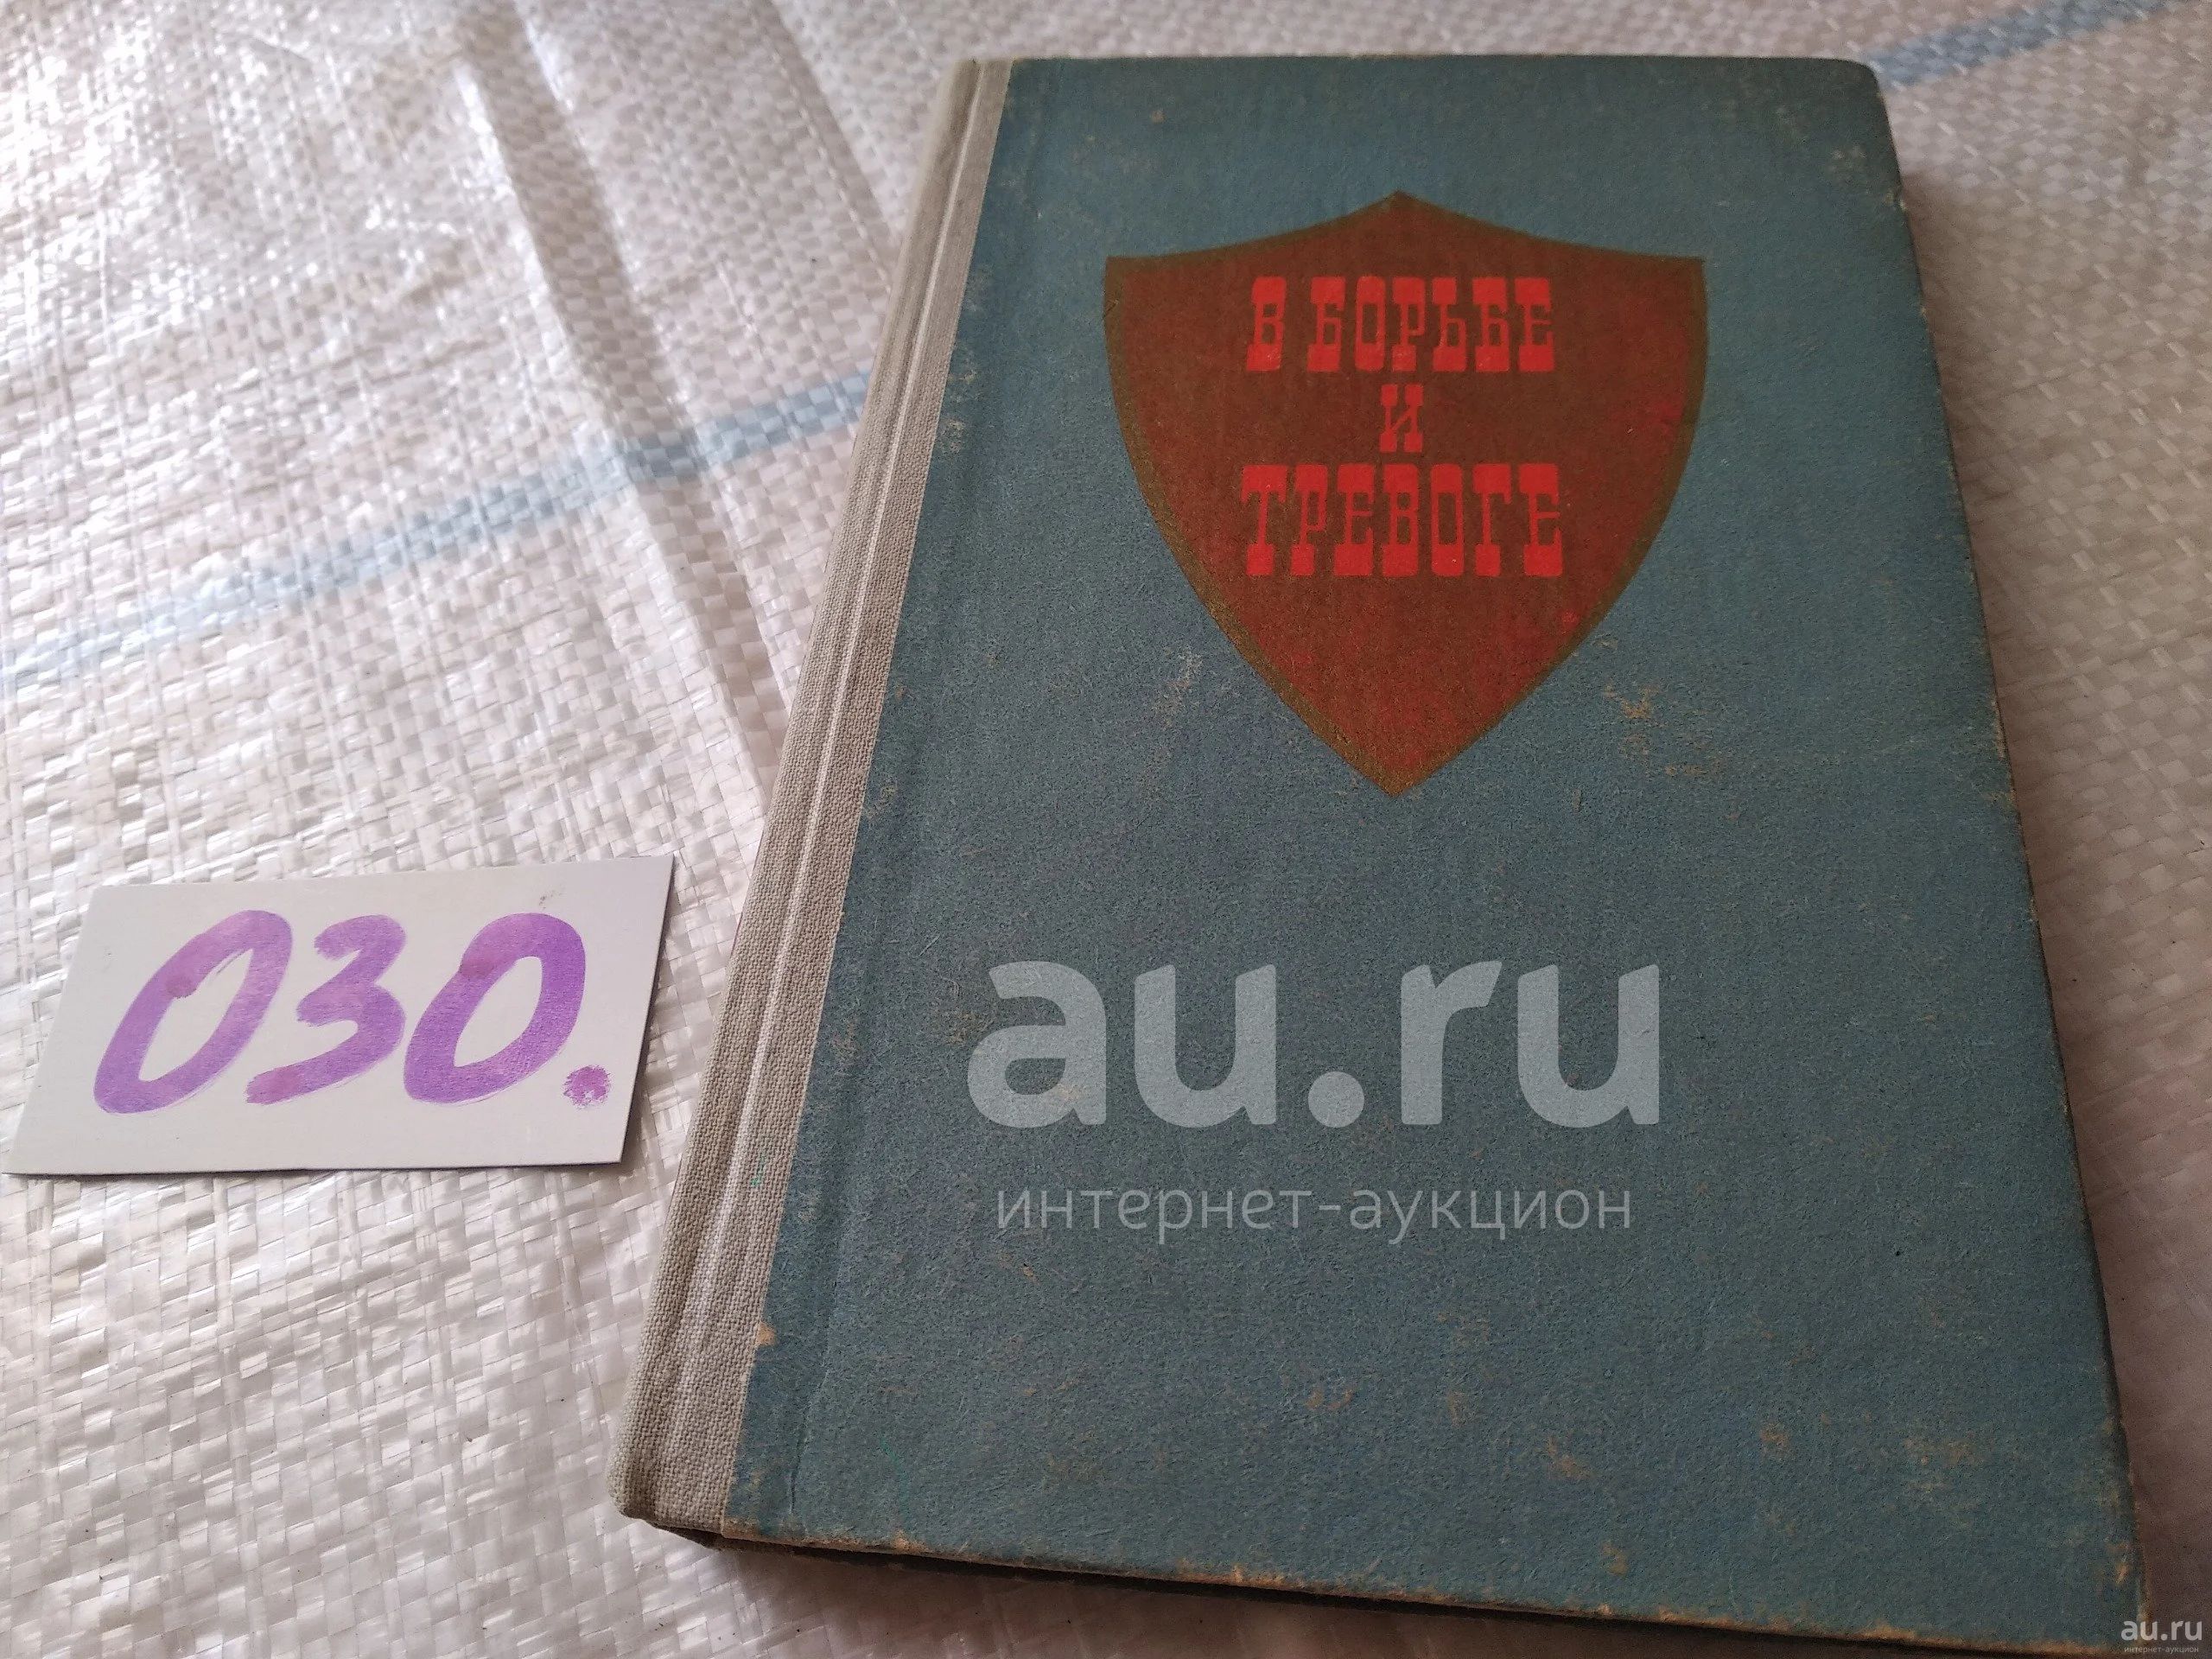 В БОРЬБЕ
И
ТРЕВОГЕ
030.
au.ru
интернет-аукцион
au.ru
интернет-аукцион